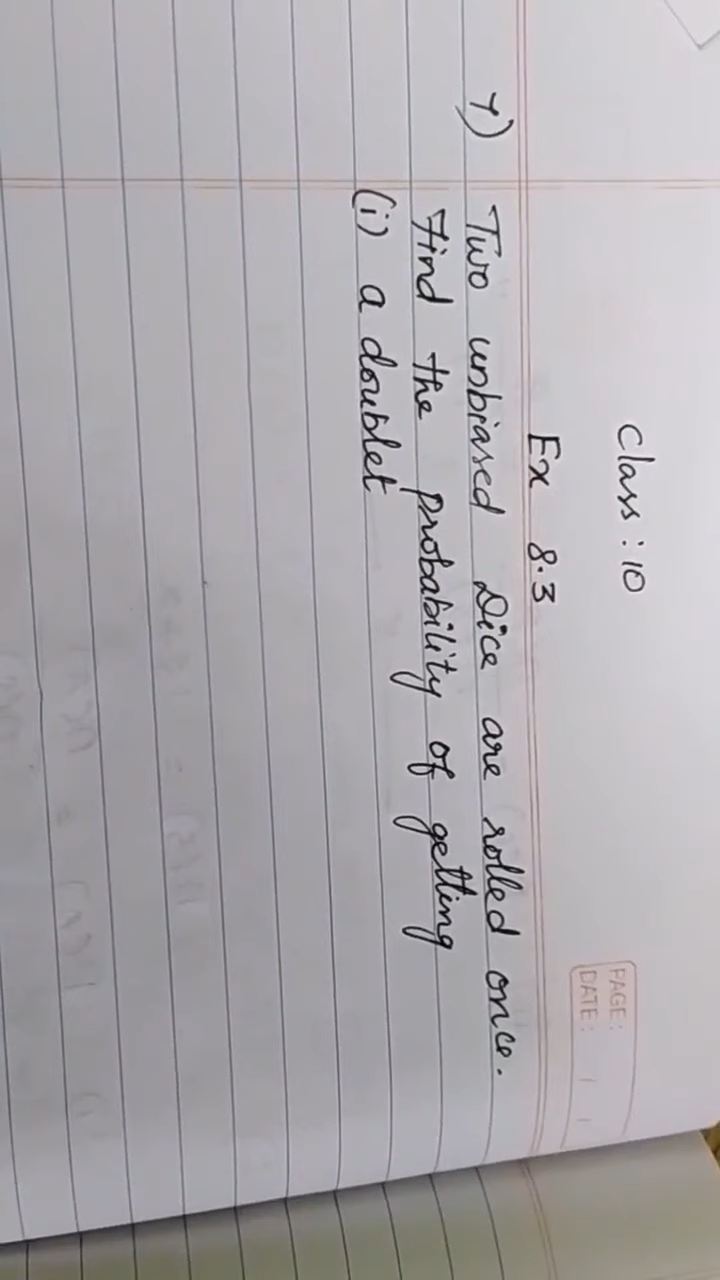 Class : 10
PAGE:
DATE: / /
Ex 8.3
7) Two unbiased Dice are rolled once.
Find the probability of getting
(i) a doublet